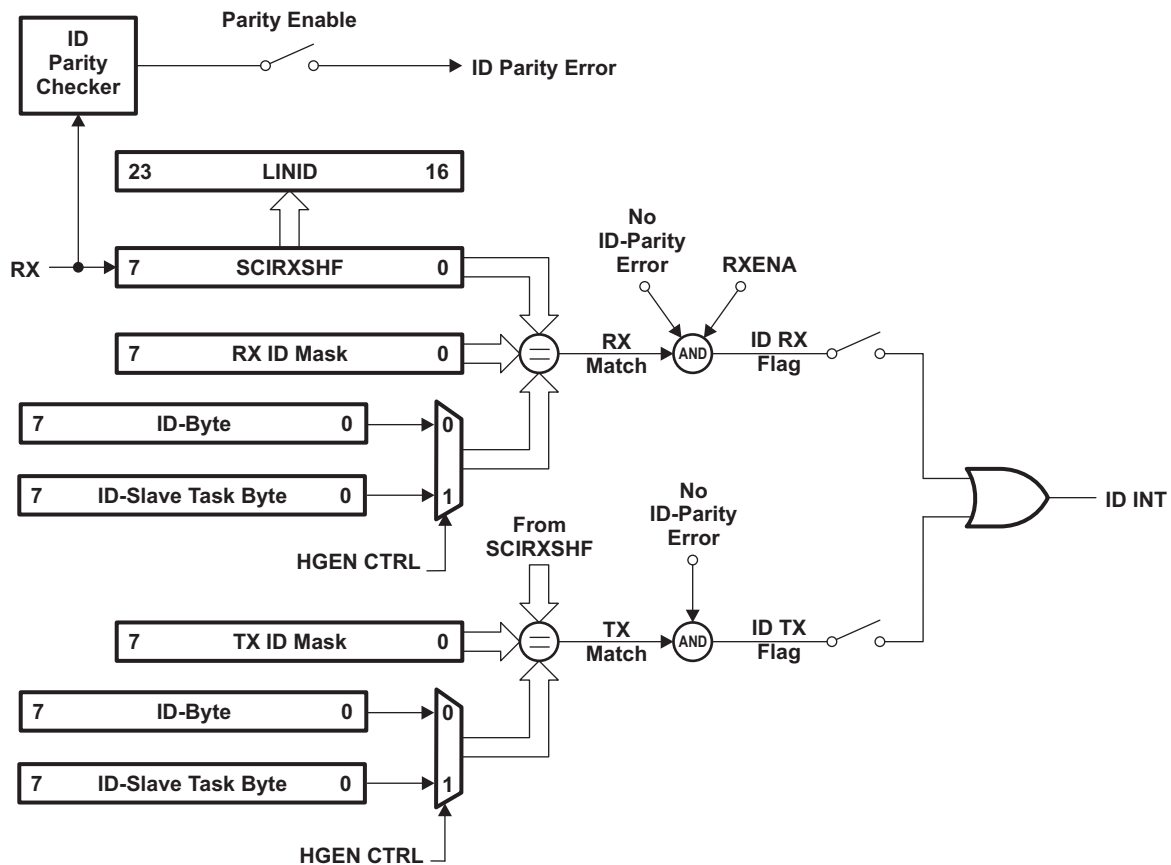 Parity Enable
ID
Parity
Checker
ID Parity Error
23 LINID 16
RX
7 SCIRXSHF 0
No
ID-Parity
Error
RXENA
7 RX ID Mask 0
RX
Match
AND
ID RX
Flag
7 ID-Byte 0
0
7 ID-Slave Task Byte 0
1
HGEN CTRL
ID INT
From
SCIRXSHF
No
ID-Parity
Error
7 TX ID Mask 0
TX
Match
AND
ID TX
Flag
7 ID-Byte 0
0
7 ID-Slave Task Byte 0
1
HGEN CTRL